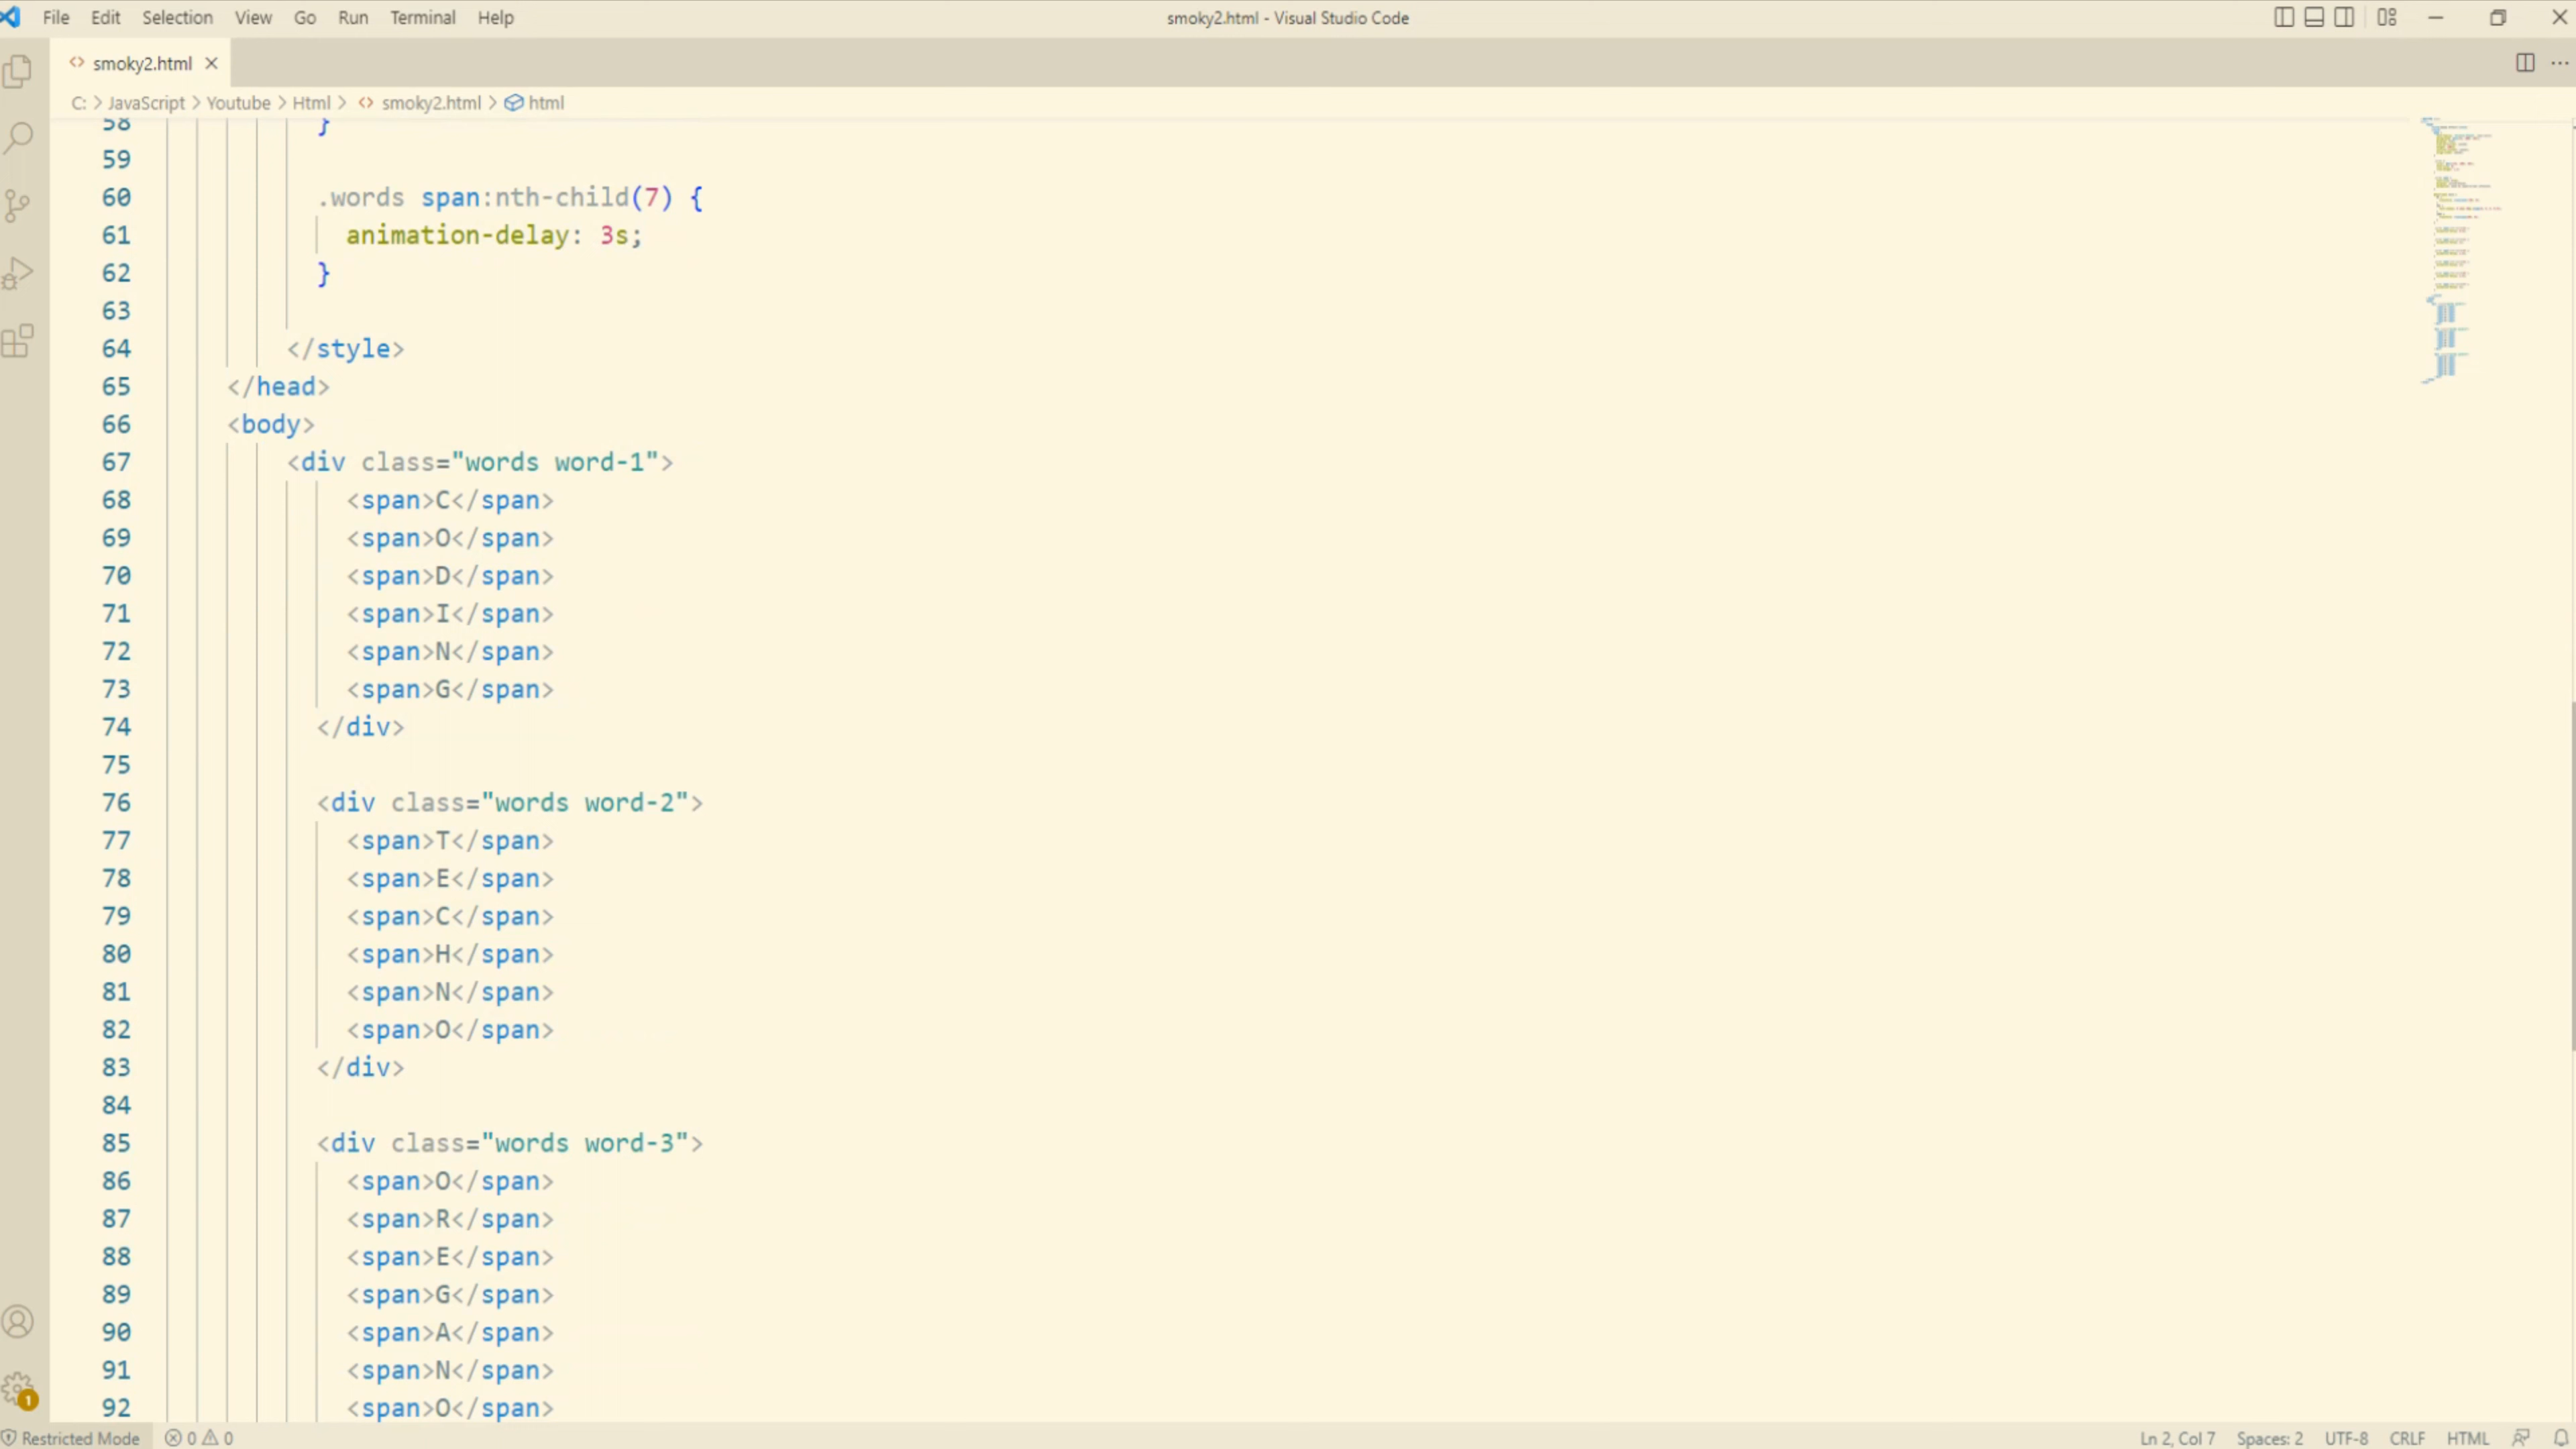 File Edit Selection View Go Run Terminal Help smoky2.html - Visual Studio Code
smoky2.html
C: > JavaScript > Youtube > Html > smoky2.html > html
58 }
59
60 .words span:nth-child(7) {
61 animation-delay: 3s;
62 }
63
64 </style>
65 </head>
66 <body>
67 <div class="words word-1">
68 <span>C</span>
69 <span>O</span>
70 <span>D</span>
71 <span>I</span>
72 <span>N</span>
73 <span>G</span>
74 </div>
75
76 <div class="words word-2">
77 <span>T</span>
78 <span>E</span>
79 <span>C</span>
80 <span>H</span>
81 <span>N</span>
82 <span>O</span>
83 </div>
84
85 <div class="words word-3">
86 <span>O</span>
87 <span>R</span>
88 <span>E</span>
89 <span>G</span>
90 <span>A</span>
91 <span>N</span>
92 <span>O</span>
1
Restricted Mode 0 0 Ln 2, Col 7 Spaces: 2 UTF-8 CRLF HTML